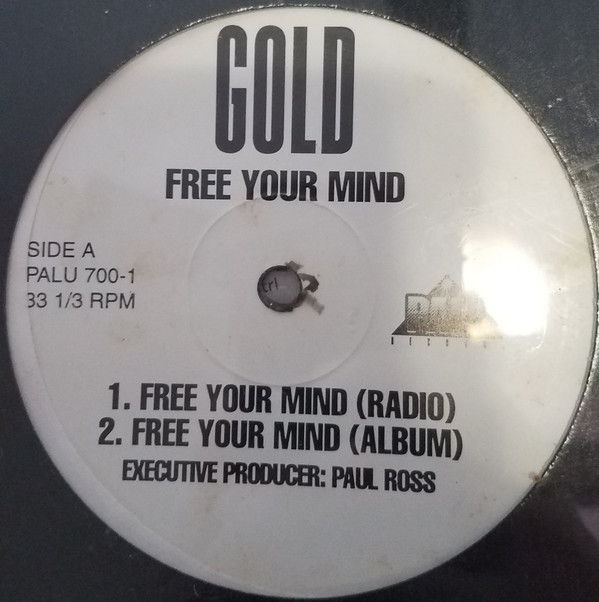 GOLD
FREE YOUR MIND
SIDE A
PALU 700-1
33 1/3 RPM
1. FREE YOUR MIND (RADIO)
2. FREE YOUR MIND (ALBUM)
EXECUTIVE PRODUCER: PAUL ROSS